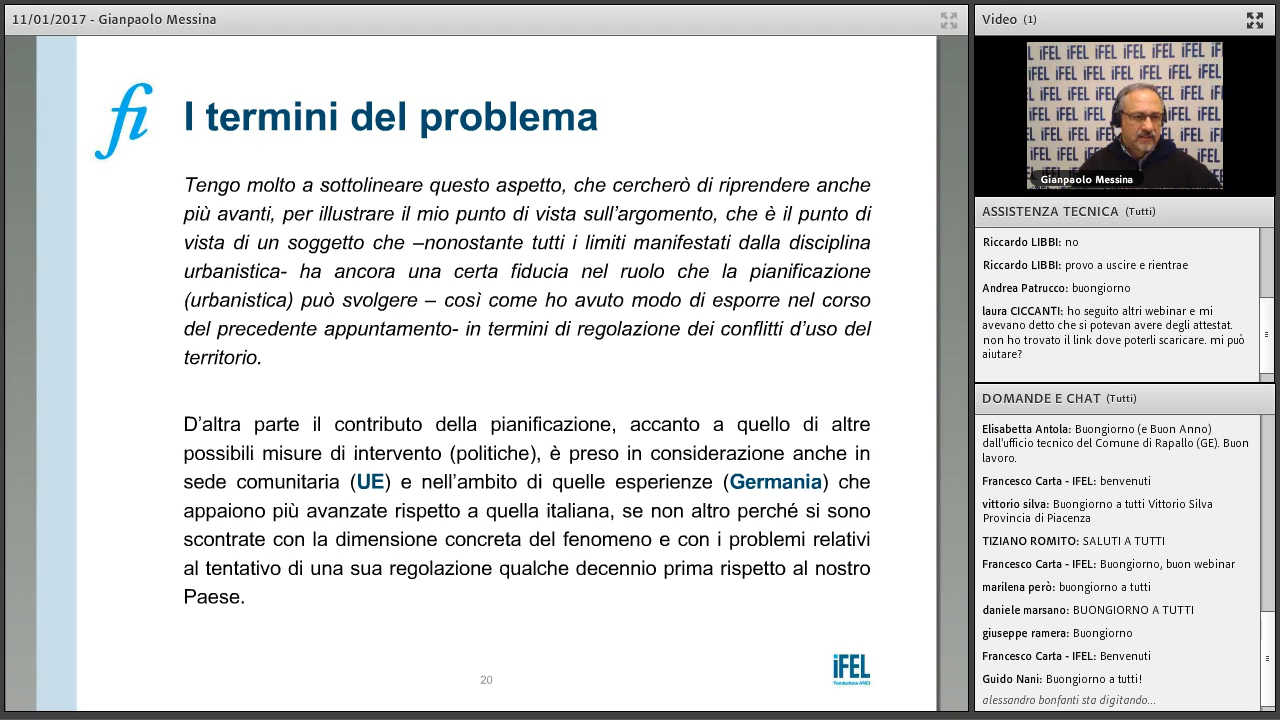 11/01/2017 - Gianpaolo Messina
fi
I termini del problema
Tengo molto a sottolineare questo aspetto, che cercherò di riprendere anche
più avanti, per illustrare il mio punto di vista sull'argomento, che è il punto di
vista di un soggetto che –nonostante tutti i limiti manifestati dalla disciplina
urbanistica- ha ancora una certa fiducia nel ruolo che la pianificazione
(urbanistica) può svolgere – così come ho avuto modo di esporre nel corso
del precedente appuntamento- in termini di regolazione dei conflitti d'uso del
territorio.
D'altra parte il contributo della pianificazione, accanto a quello di altre
possibili misure di intervento (politiche), è preso in considerazione anche in
sede comunitaria (UE) e nell'ambito di quelle esperienze (Germania) che
appaiono più avanzate rispetto a quella italiana, se non altro perché si sono
scontrate con la dimensione concreta del fenomeno e con i problemi relativi
al tentativo di una sua regolazione qualche decennio prima rispetto al nostro
Paese.
20
iFEL
Fondazione ANCI
Video (1)
iFEL
Gianpaolo Messina
ASSISTENZA TECNICA (Tutti)
Riccardo LIBBI: no
Riccardo LIBBI: provo a uscire e rientrae
Andrea Patrucco: buongiorno
laura CICCANTI: ho seguito altri webinar e mi
avevano detto che si potevan avere degli attestat.
non ho trovato il link dove poterli scaricare. mi può
aiutare?
DOMANDE E CHAT (Tutti)
Elisabetta Antola: Buongiorno (e Buon Anno)
dall'ufficio tecnico del Comune di Rapallo (GE). Buon
lavoro.
Francesco Carta - IFEL: benvenuti
vittorio silva: Buongiorno a tutti Vittorio Silva
Provincia di Piacenza
TIZIANO ROMITO: SALUTI A TUTTI
Francesco Carta - IFEL: Buongiorno, buon webinar
marilena però: buongiorno a tutti
daniele marsano: BUONGIORNO A TUTTI
giuseppe ramera: Buongiorno
Francesco Carta - IFEL: Benvenuti
Guido Nani: Buongiorno a tutti!
alessandro bonfanti sta digitando...